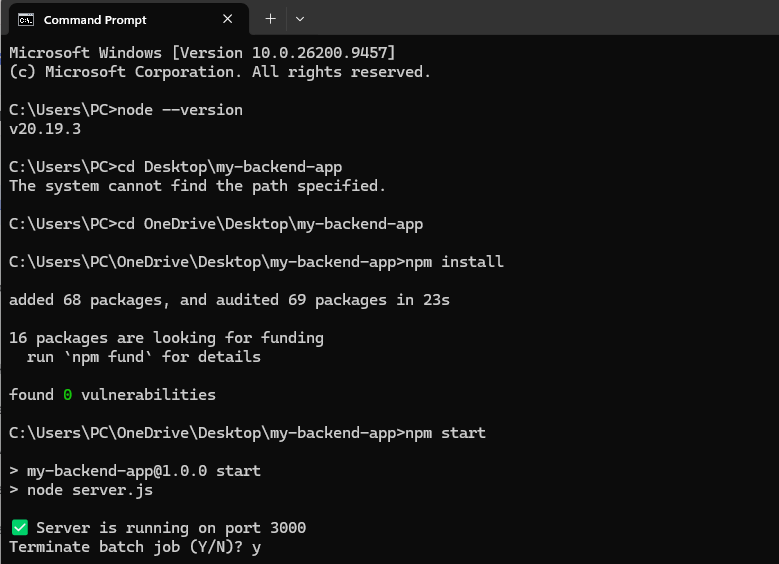 Command Prompt
Microsoft Windows [Version 10.0.26200.9457]
(c) Microsoft Corporation. All rights reserved.
C:\Users\PC>node --version
v20.19.3
C:\Users\PC>cd Desktop\my-backend-app
The system cannot find the path specified.
C:\Users\PC>cd OneDrive\Desktop\my-backend-app
C:\Users\PC\OneDrive\Desktop\my-backend-app>npm install
added 68 packages, and audited 69 packages in 23s
16 packages are looking for funding
  run `npm fund` for details
found 0 vulnerabilities
C:\Users\PC\OneDrive\Desktop\my-backend-app>npm start
> my-backend-app@1.0.0 start
> node server.js
✅ Server is running on port 3000
Terminate batch job (Y/N)? y